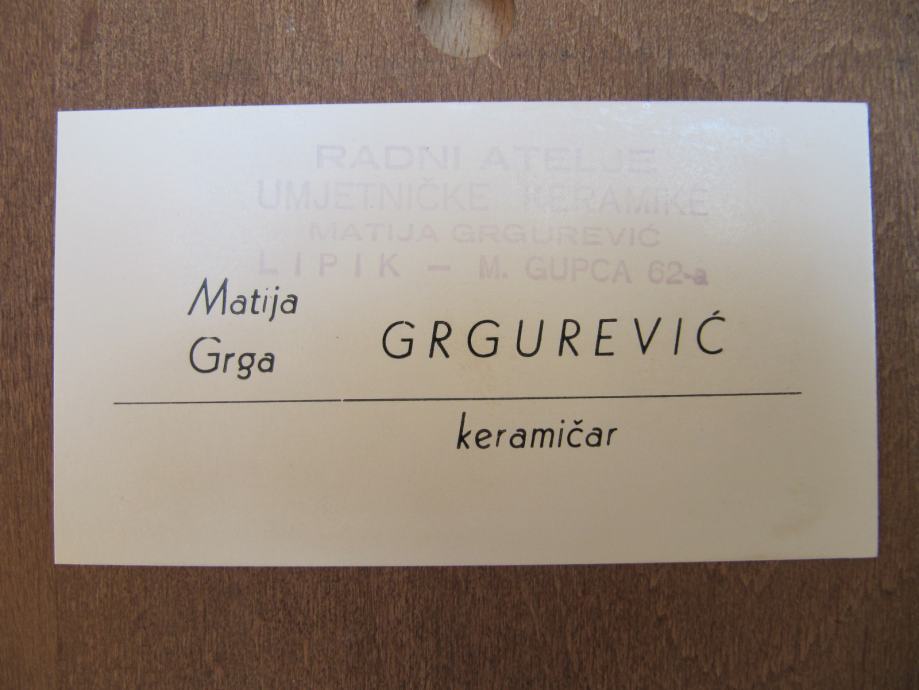 RADNI ATELJE
UMJETNIČKE KERAMIKE
MATIJA GRGUREVIĆ
LIPIK – M. GUPCA 62-a
Matija
Grga
GRGUREVIĆ
keramičar